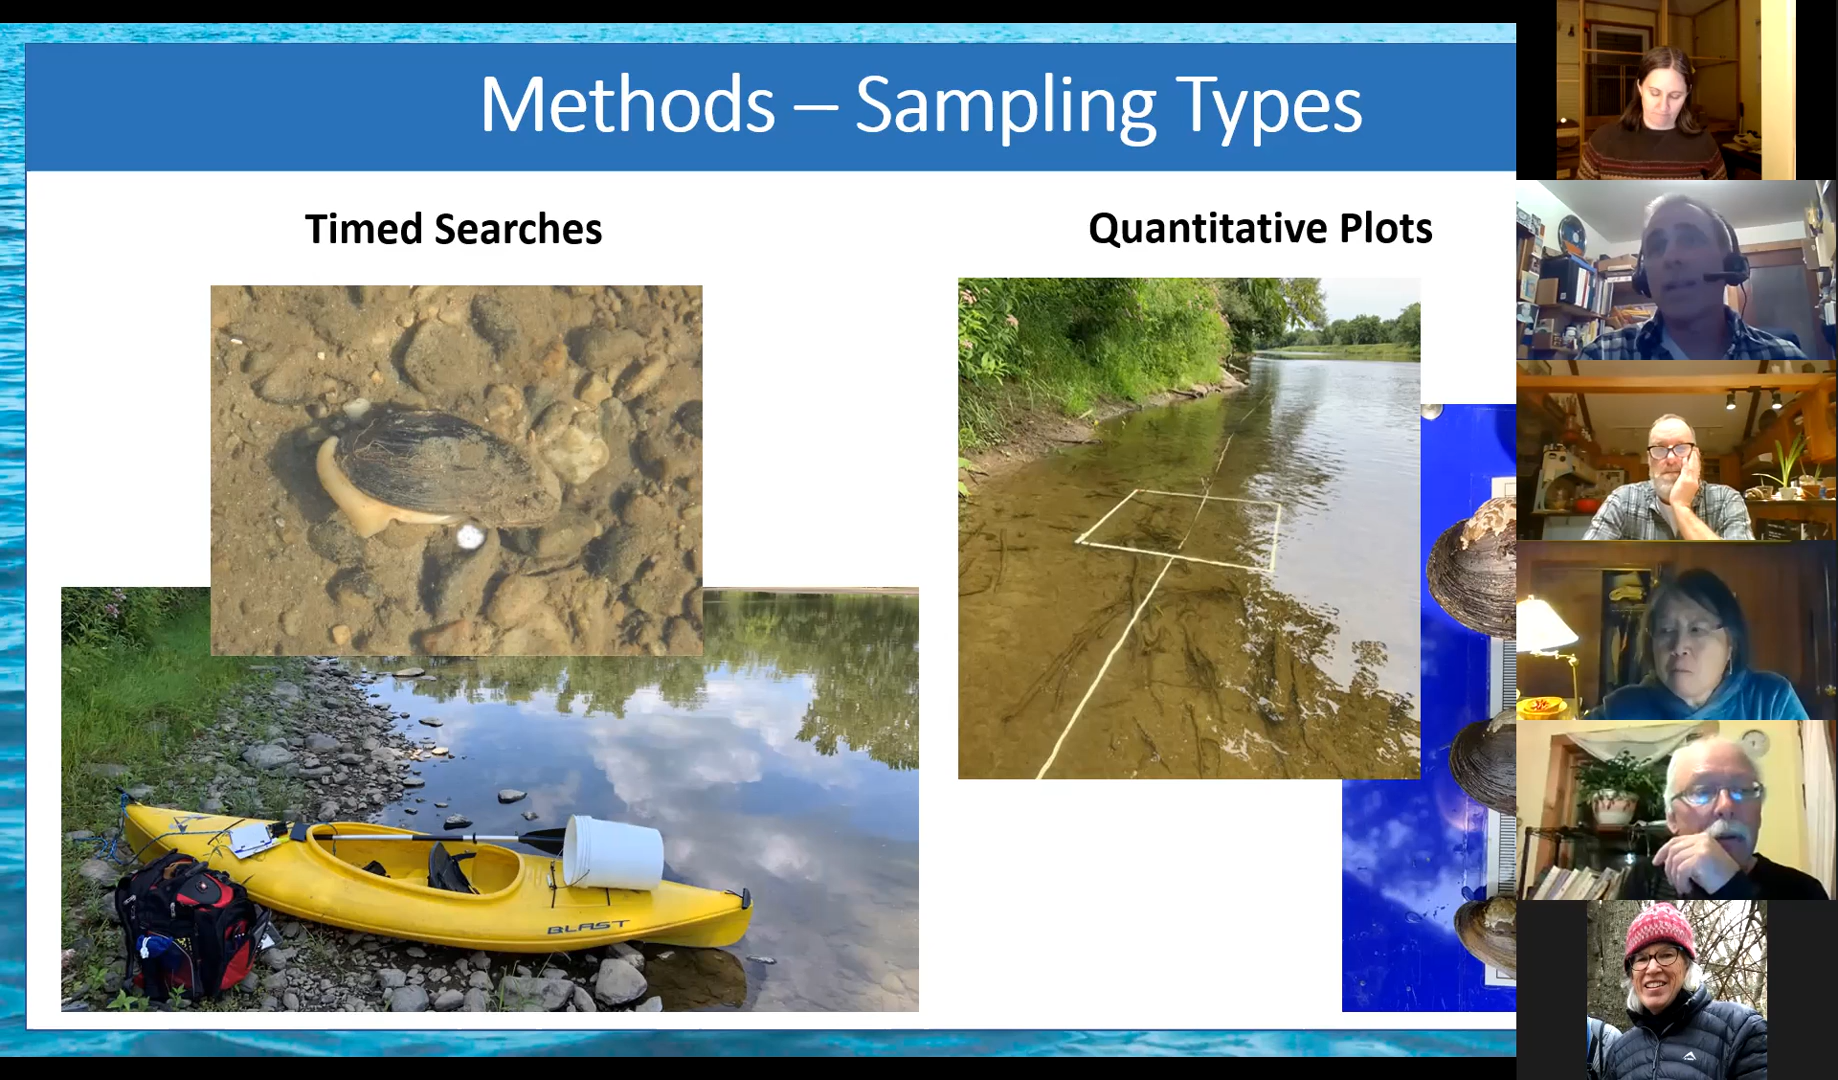 Methods – Sampling Types
Timed Searches
Quantitative Plots
BLAST